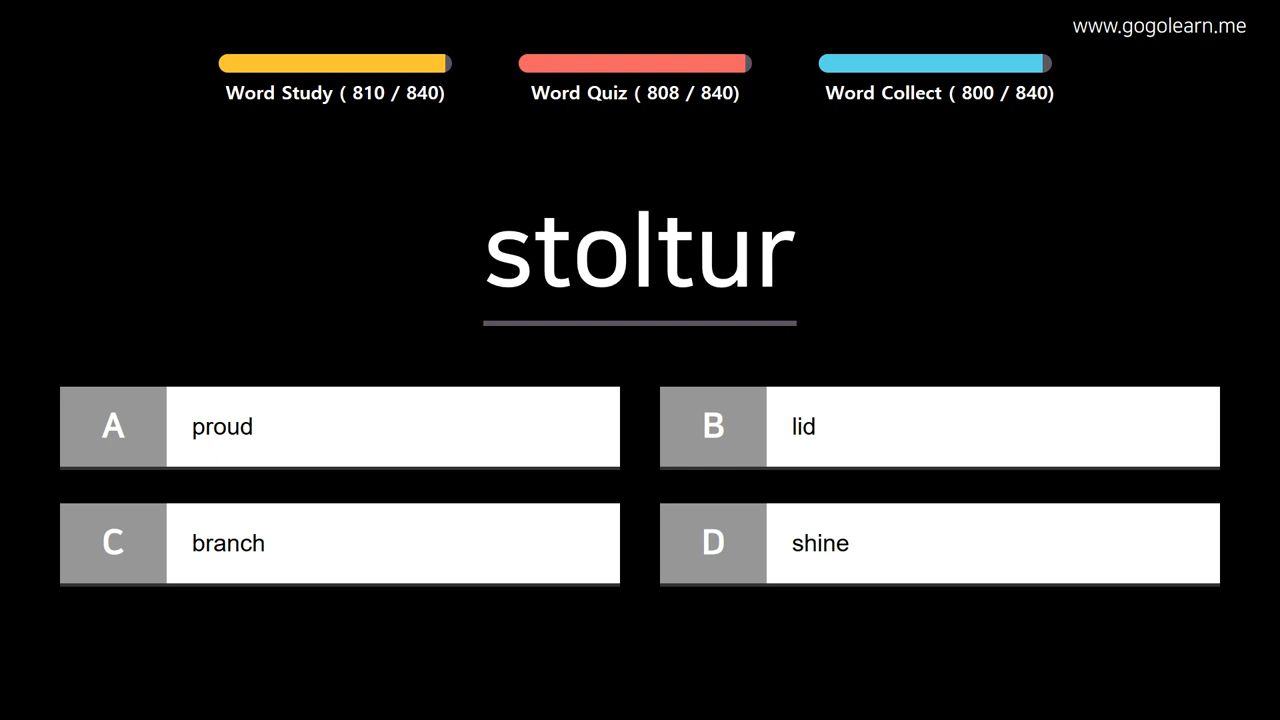 www.gogolearn.me
Word Study ( 810 / 840)
Word Quiz ( 808 / 840)
Word Collect ( 800 / 840)
stoltur
A proud
B lid
C branch
D shine